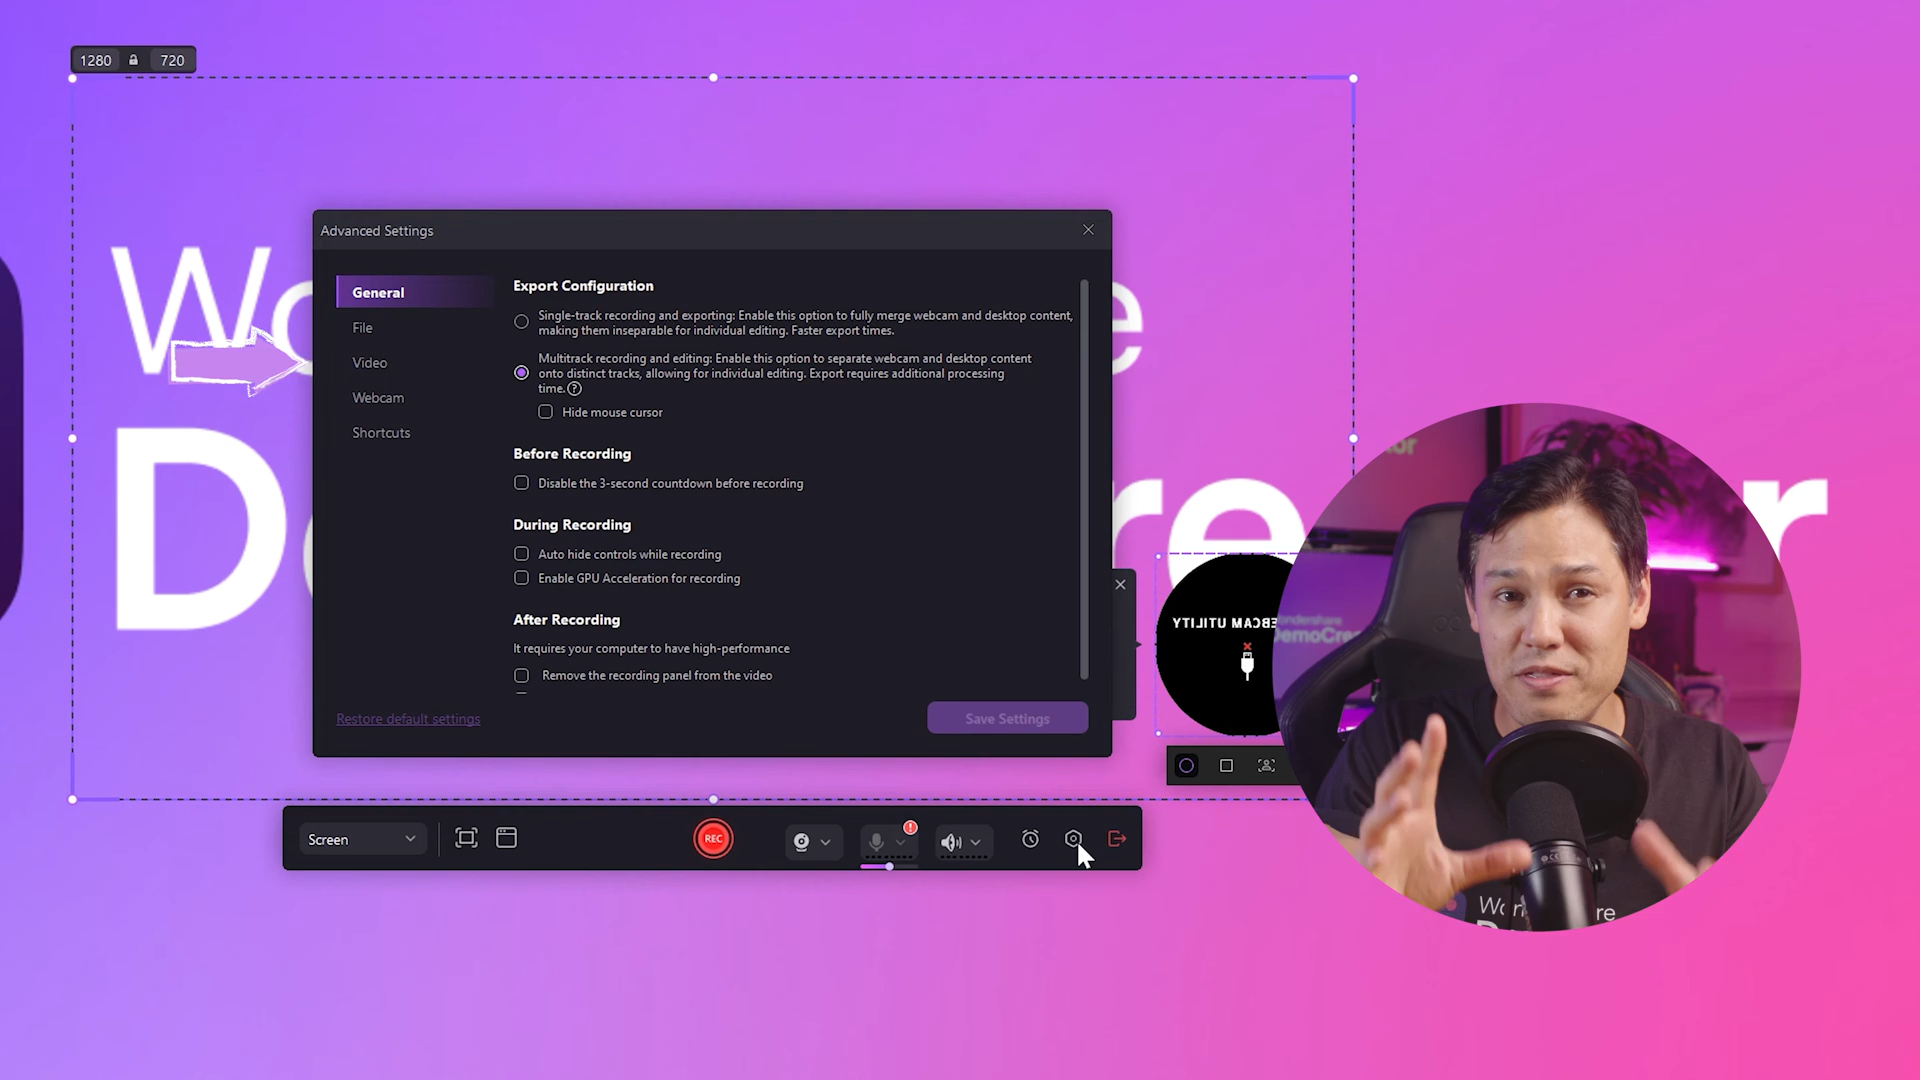 1280 720
Advanced Settings
General
File
Video
Webcam
Shortcuts
Export Configuration
Single-track recording and exporting: Enable this option to fully merge webcam and desktop content,
making them inseparable for individual editing. Faster export times.
Multitrack recording and editing: Enable this option to separate webcam and desktop content
onto distinct tracks, allowing for individual editing. Export requires additional processing
time. ?
Hide mouse cursor
Before Recording
Disable the 3-second countdown before recording
During Recording
Auto hide controls while recording
Enable GPU Acceleration for recording
After Recording
It requires your computer to have high-performance
Remove the recording panel from the video
Restore default settings
Save Settings
WEBCAM UTILITY
Screen
REC